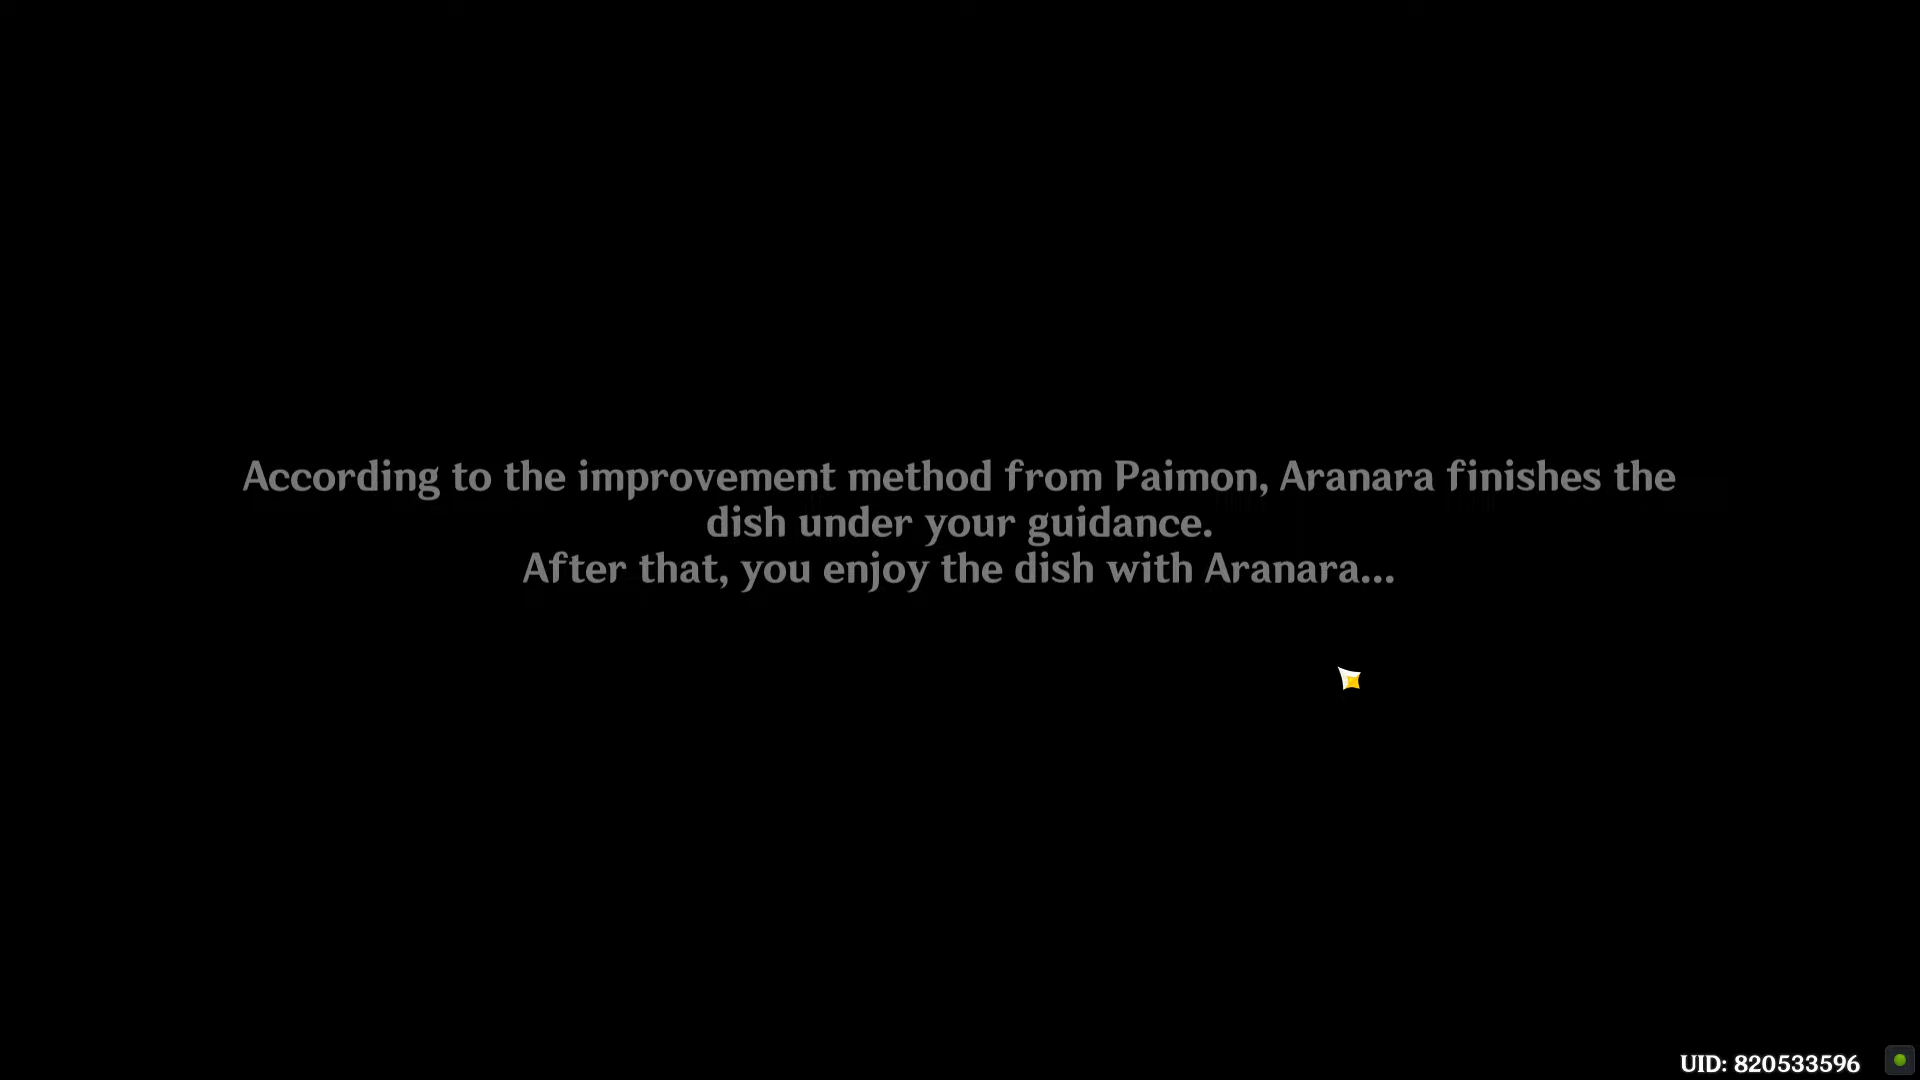 According to the improvement method from Paimon, Aranara finishes the
dish under your guidance.
After that, you enjoy the dish with Aranara...
UID: 820533596